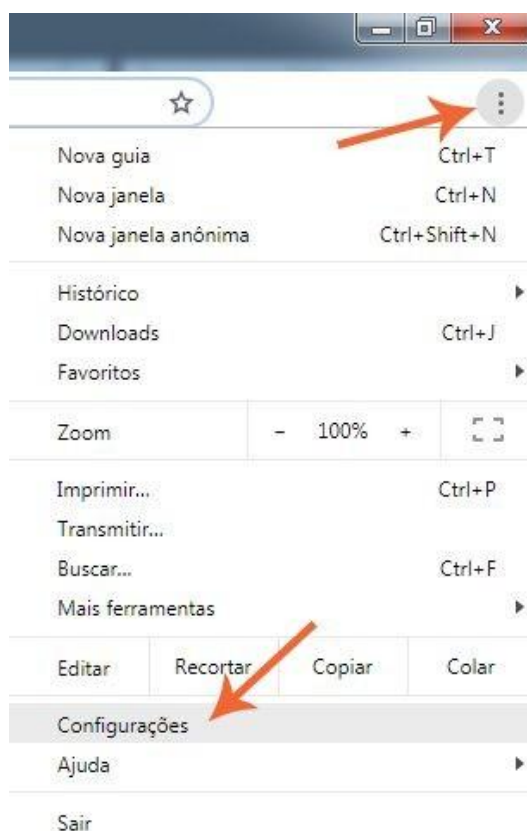 Nova guia Ctrl+T
Nova janela Ctrl+N
Nova janela anônima Ctrl+Shift+N
Histórico
Downloads Ctrl+J
Favoritos
Zoom - 100% +
Imprimir... Ctrl+P
Transmitir...
Buscar... Ctrl+F
Mais ferramentas
Editar Recortar Copiar Colar
Configurações
Ajuda
Sair